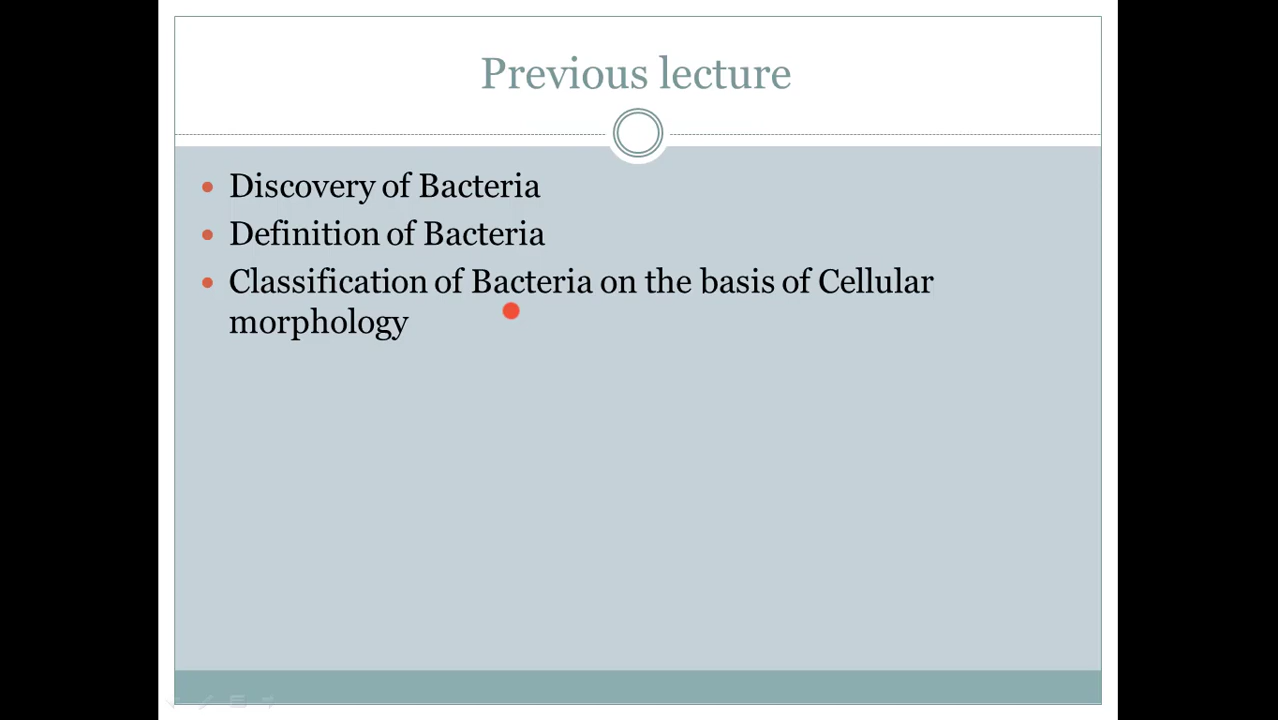 Previous lecture
Discovery of Bacteria
Definition of Bacteria
Classification of Bacteria on the basis of Cellular
morphology